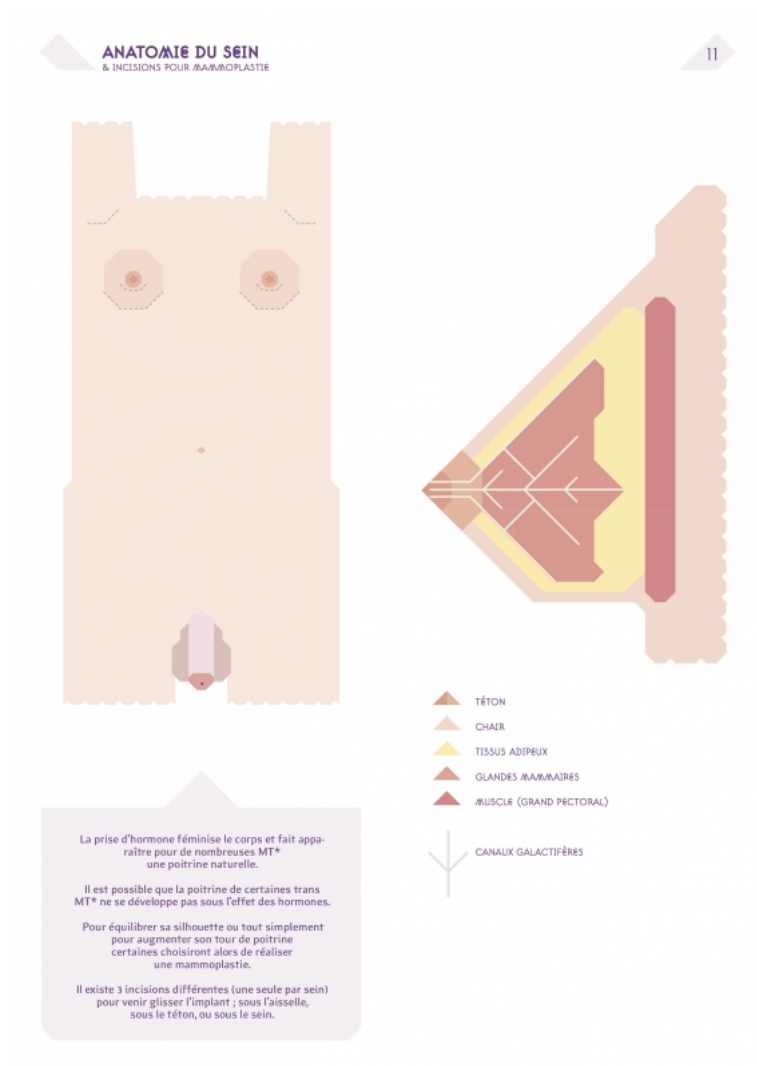 ANATOMIE DU SEIN
& INCISIONS POUR MAMMOPLASTIE
11
TÉTON
CHAIR
TISSUS ADIPEUX
GLANDES MAMMAIRES
MUSCLE (GRAND PECTORAL)
CANAUX GALACTIFÈRES
La prise d'hormone féminise le corps et fait appa-
raître pour de nombreuses MT*
une poitrine naturelle.
Il est possible que la poitrine de certaines trans
MT* ne se développe pas sous l'effet des hormones.
Pour équilibrer sa silhouette ou tout simplement
pour augmenter son tour de poitrine
certaines choisiront alors de réaliser
une mammoplastie.
Il existe 3 incisions différentes (une seule par sein)
pour venir glisser l'implant ; sous l'aisselle,
sous le téton, ou sous le sein.